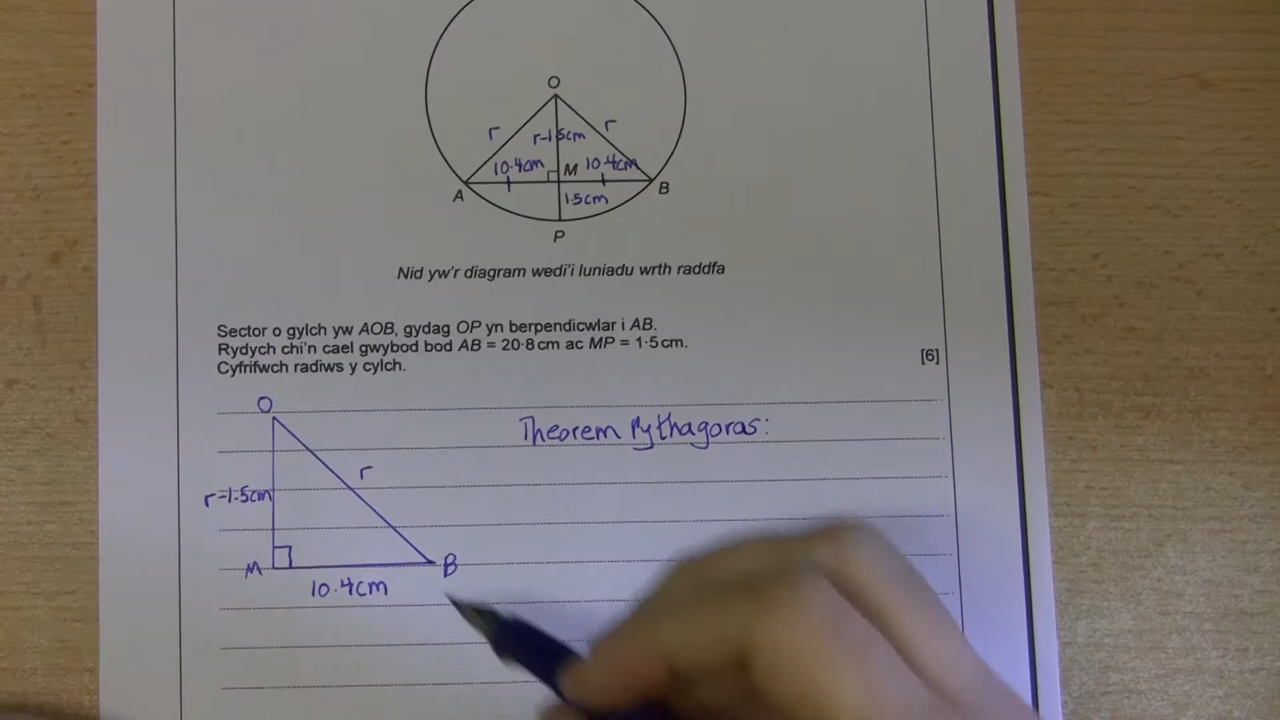 O
r
r-1.5cm
r
10.4cm
M
10.4cm
A
B
1.5cm
P
Nid yw'r diagram wedi'i luniadu wrth raddfa
Sector o gylch yw AOB, gydag OP yn berpendicwlar i AB.
Rydych chi'n cael gwybod bod AB = 20·8 cm ac MP = 1·5 cm.
Cyfrifwch radiws y cylch.
[6]
O
Theorem Pythagoras:
r
r-1.5cm
M
B
10.4cm